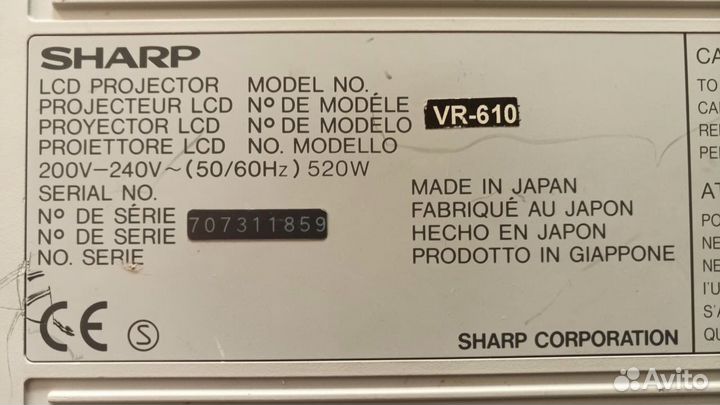 SHARP
LCD PROJECTOR MODEL NO.
PROJECTEUR LCD Nº DE MODÉLE
PROYECTOR LCD Nº DE MODELO
PROIETTORE LCD NO. MODELLO
VR-610
200V–240V~(50/60Hz) 520W
SERIAL NO.
Nº DE SÉRIE
Nº DE SERIE
NO. SERIE
707311859
MADE IN JAPAN
FABRIQUÉ AU JAPON
HECHO EN JAPON
PRODOTTO IN GIAPPONE
CE S
SHARP CORPORATION
TO
AT
Avito